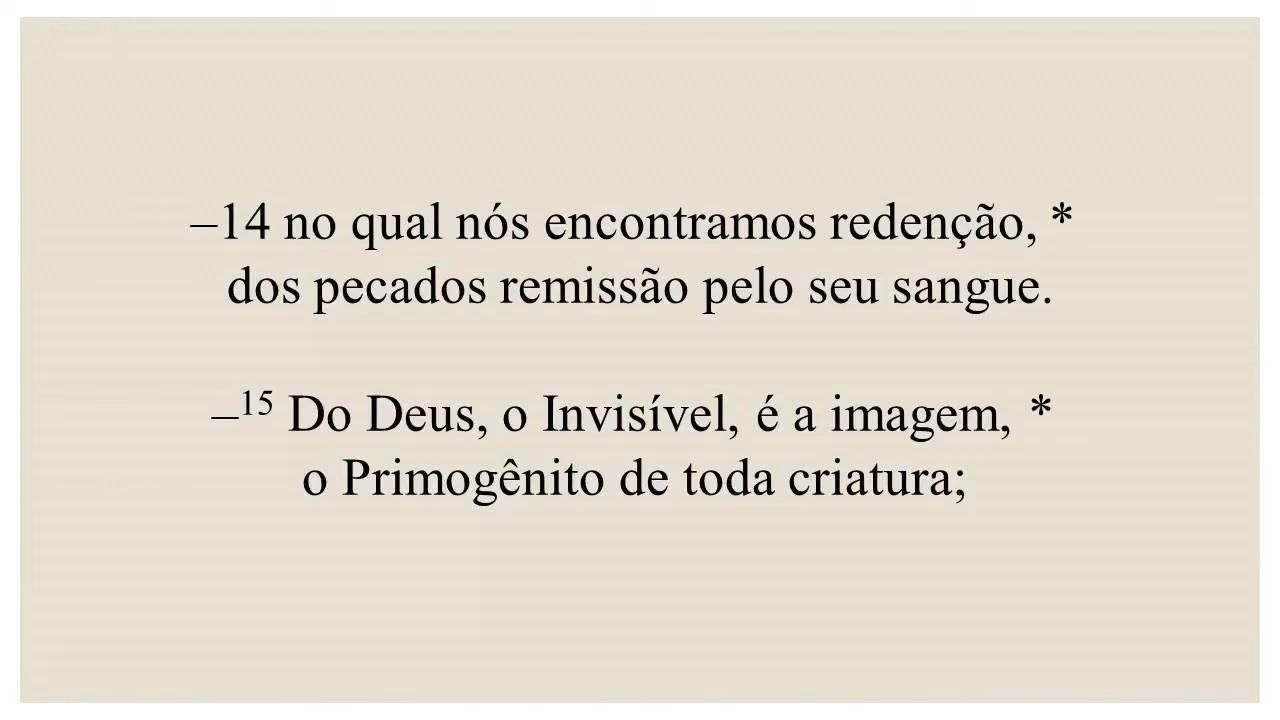 –14 no qual nós encontramos redenção, *
dos pecados remissão pelo seu sangue.
–¹⁵ Do Deus, o Invisível, é a imagem, *
o Primogênito de toda criatura;